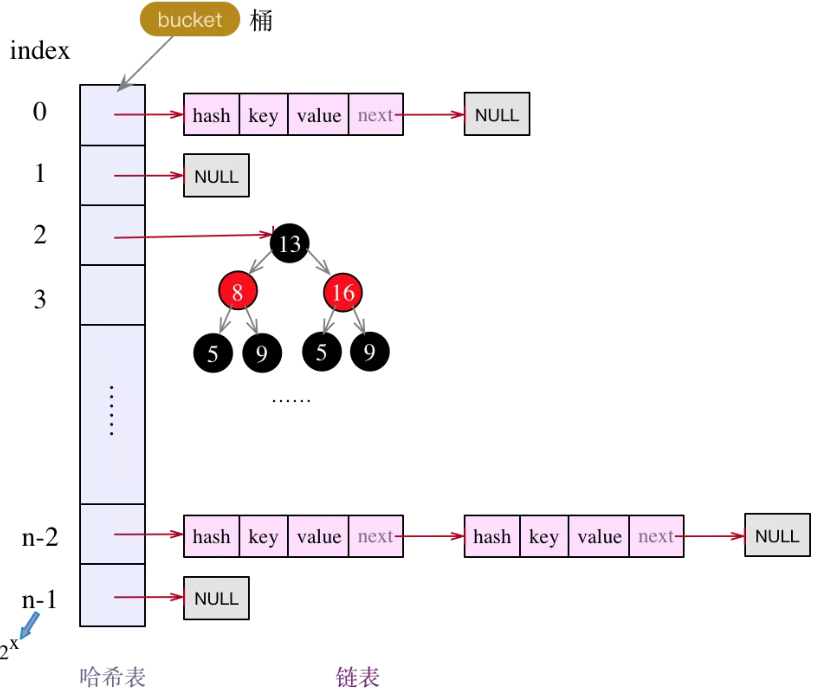 bucket 桶
index
0 hash key value next NULL
1 NULL
2 13
3 8 16
5 9 5 9
......
......
n-2 hash key value next hash key value next NULL
n-1 NULL
2^x
哈希表 链表